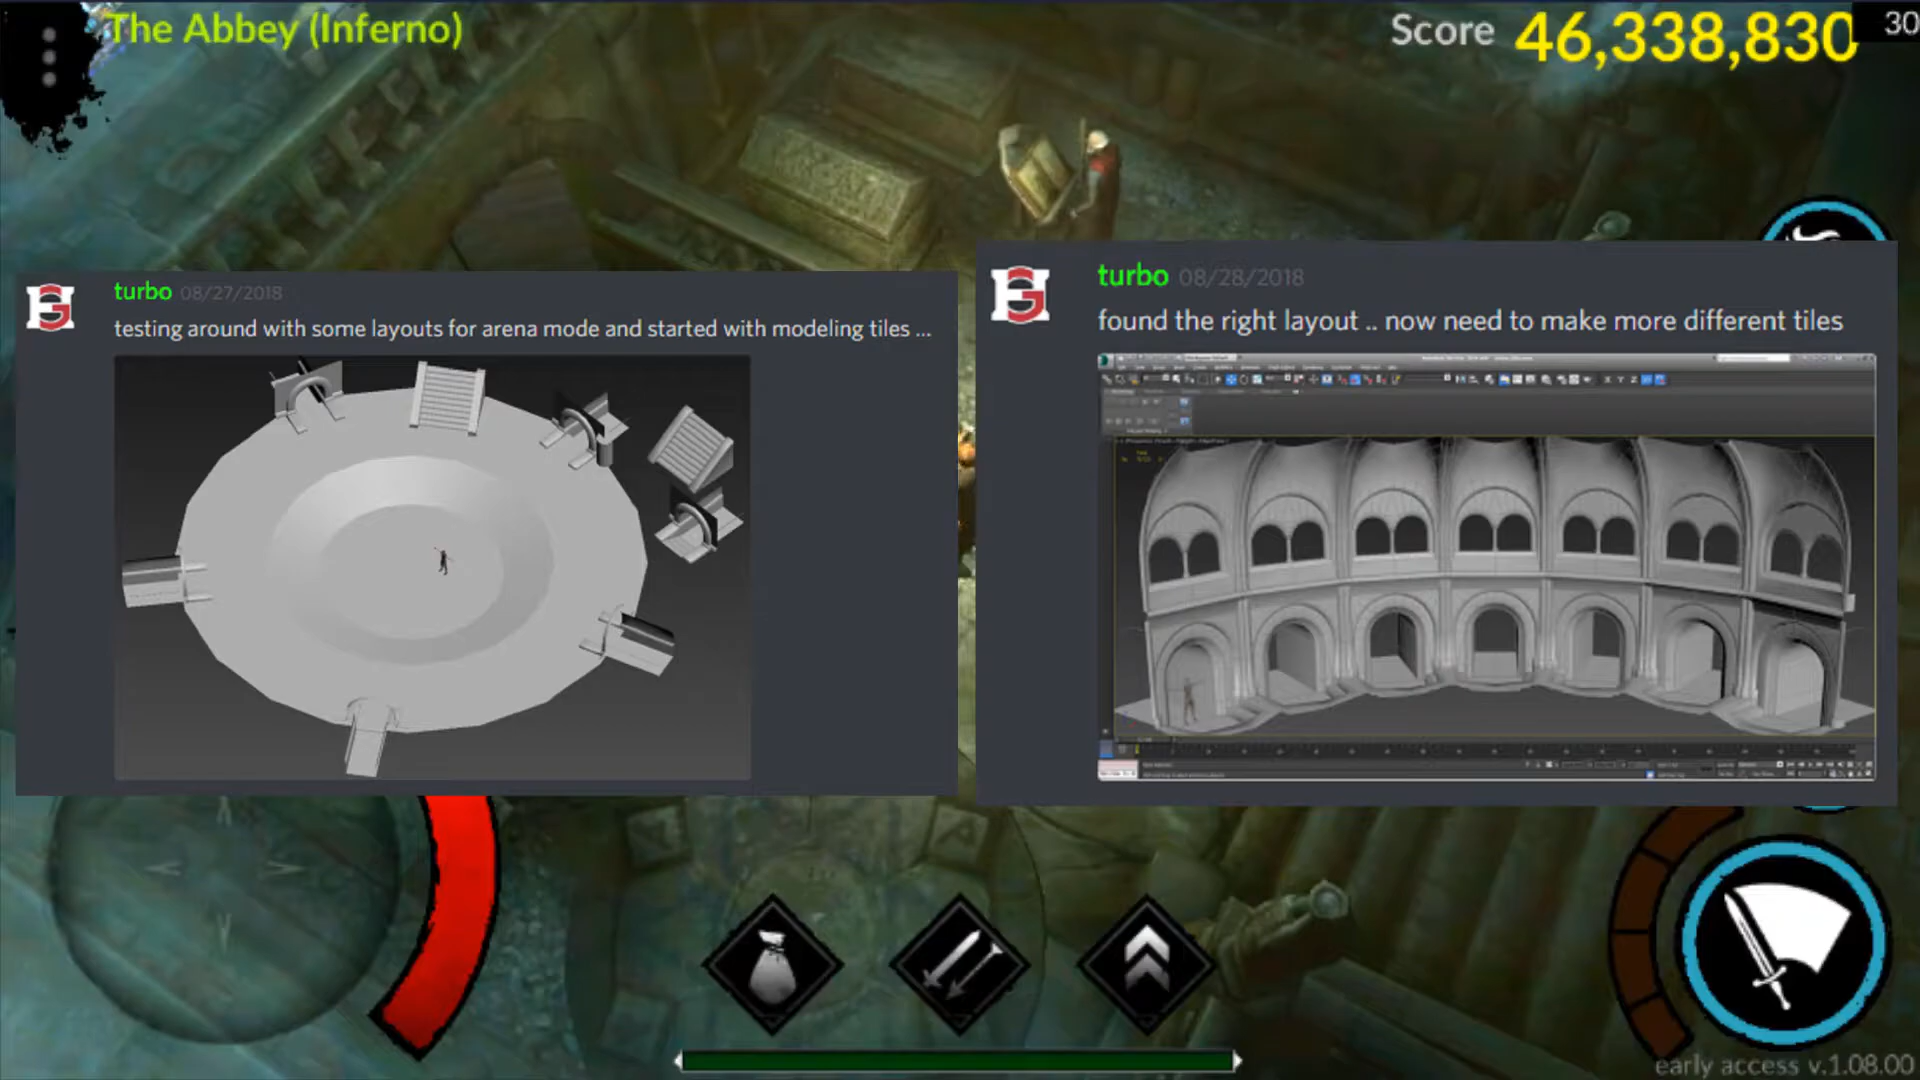 The Abbey (Inferno)
Score 46,338,830
30
turbo 08/27/2018
testing around with some layouts for arena mode and started with modeling tiles ...
turbo 08/28/2018
found the right layout .. now need to make more different tiles
early access v.1.08.00